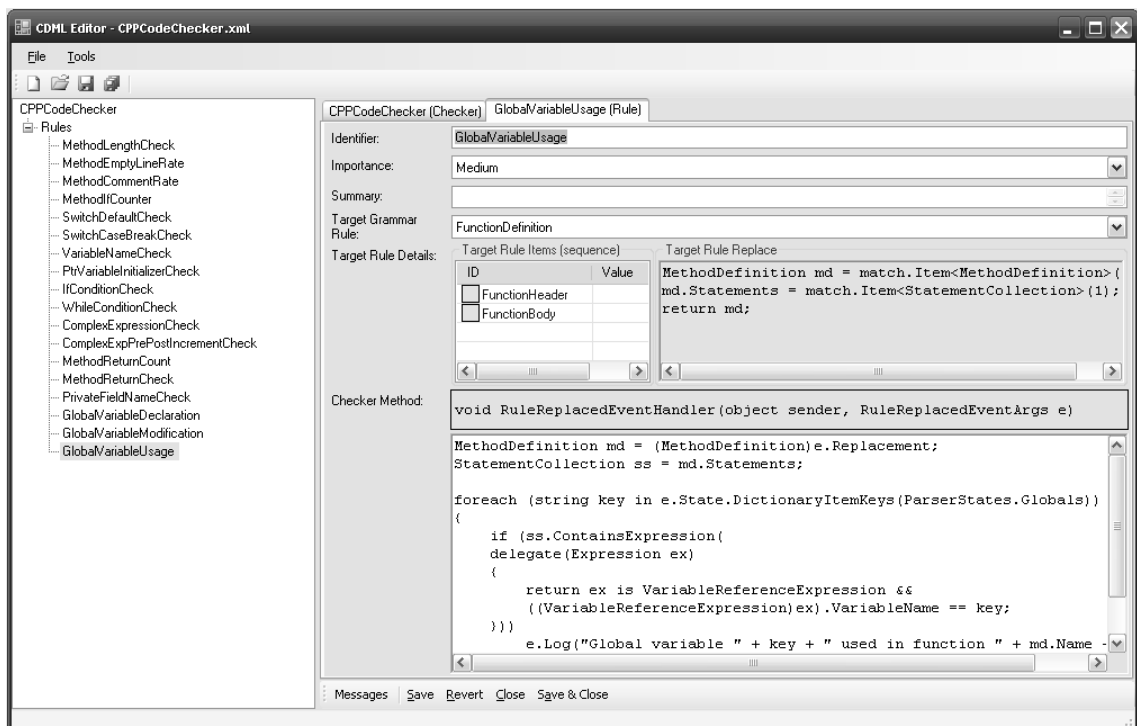 CDML Editor - CPPCodeChecker.xml
File Tools
CPPCodeChecker
Rules
MethodLengthCheck
MethodEmptyLineRate
MethodCommentRate
MethodIfCounter
SwitchDefaultCheck
SwitchCaseBreakCheck
VariableNameCheck
PtrVariableInitializerCheck
IfConditionCheck
WhileConditionCheck
ComplexExpressionCheck
ComplexExpPrePostIncrementCheck
MethodReturnCount
MethodReturnCheck
PrivateFieldNameCheck
GlobalVariableDeclaration
GlobalVariableModification
GlobalVariableUsage
CPPCodeChecker (Checker) GlobalVariableUsage (Rule)
Identifier: GlobalVariableUsage
Importance: Medium
Summary:
Target Grammar
Rule: FunctionDefinition
Target Rule Details: Target Rule Items (sequence) Target Rule Replace
ID Value
FunctionHeader
FunctionBody
MethodDefinition md = match.Item<MethodDefinition>(
md.Statements = match.Item<StatementCollection>(1);
return md;
Checker Method: void RuleReplacedEventHandler(object sender, RuleReplacedEventArgs e)
MethodDefinition md = (MethodDefinition)e.Replacement;
StatementCollection ss = md.Statements;
foreach (string key in e.State.DictionaryItemKeys(ParserStates.Globals))
{
if (ss.ContainsExpression(
delegate(Expression ex)
{
return ex is VariableReferenceExpression &&
((VariableReferenceExpression)ex).VariableName == key;
}))
e.Log("Global variable " + key + " used in function " + md.Name -
Messages Save Revert Close Save & Close